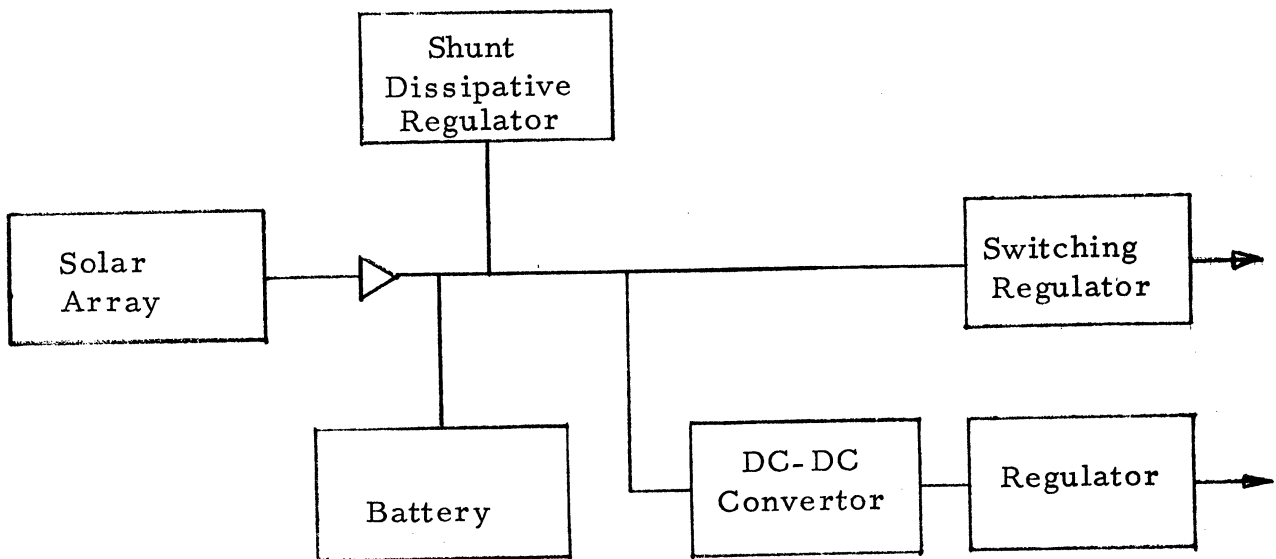 Shunt
Dissipative
Regulator
Solar
Array
Switching
Regulator
Battery
DC-DC
Convertor
Regulator